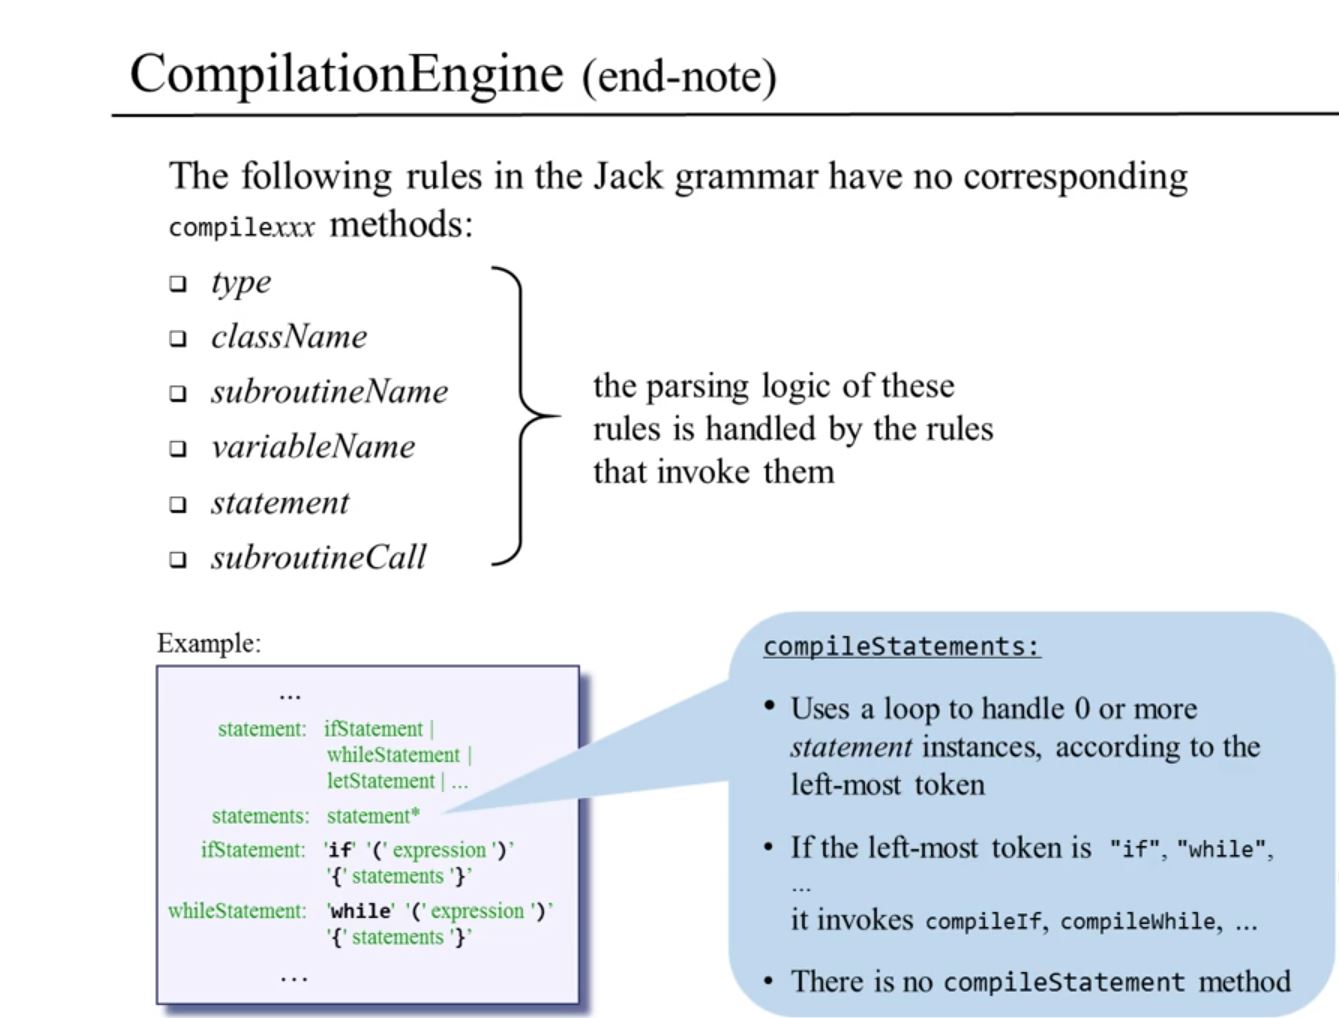 CompilationEngine (end-note)
The following rules in the Jack grammar have no corresponding
compilexxx methods:
❑ type
❑ className
❑ subroutineName
❑ variableName
❑ statement
❑ subroutineCall
the parsing logic of these
rules is handled by the rules
that invoke them
Example:
...
statement: ifStatement |
whileStatement |
letStatement | ...
statements: statement*
ifStatement: 'if' '(' expression ')'
'{' statements '}'
whileStatement: 'while' '(' expression ')'
'{' statements '}'
...
compileStatements:
• Uses a loop to handle 0 or more
statement instances, according to the
left-most token
• If the left-most token is "if", "while",
...
it invokes compileIf, compileWhile, ...
• There is no compileStatement method